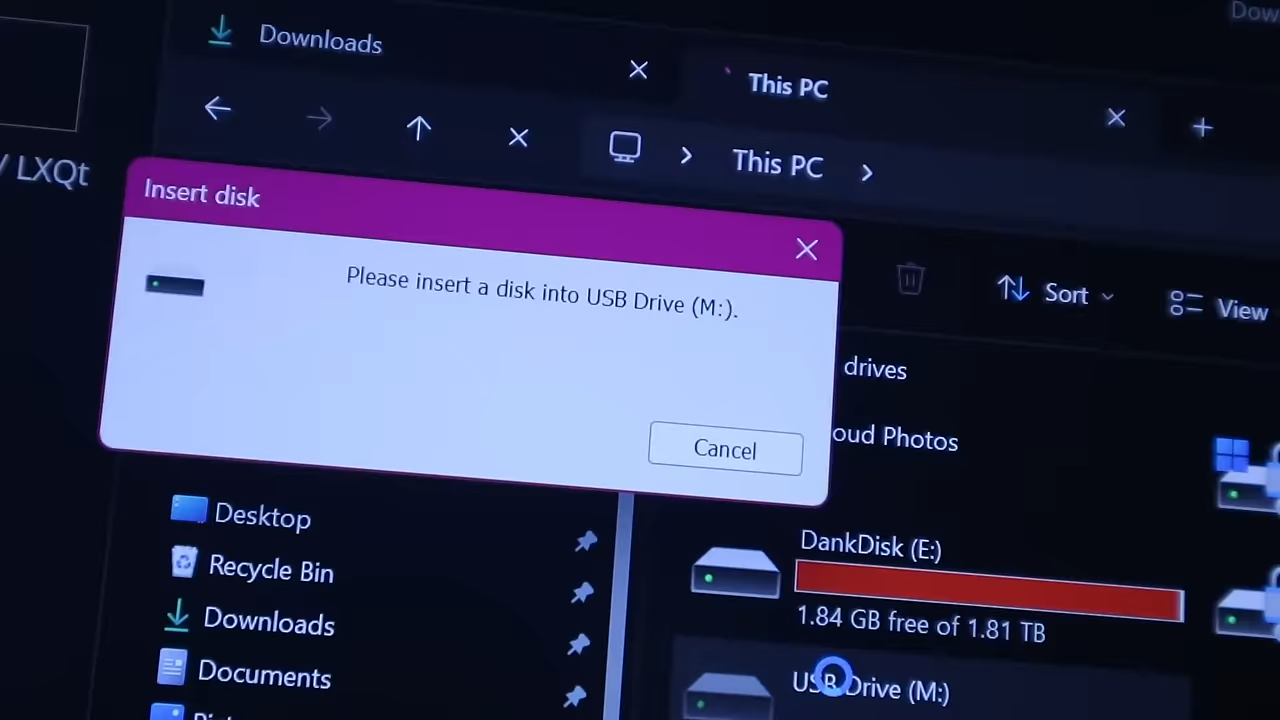 Downloads
This PC
This PC
LXQt
Insert disk
Please insert a disk into USB Drive (M:).
Cancel
Sort
View
drives
oud Photos
Desktop
Recycle Bin
Downloads
Documents
DankDisk (E:)
1.84 GB free of 1.81 TB
USB Drive (M:)